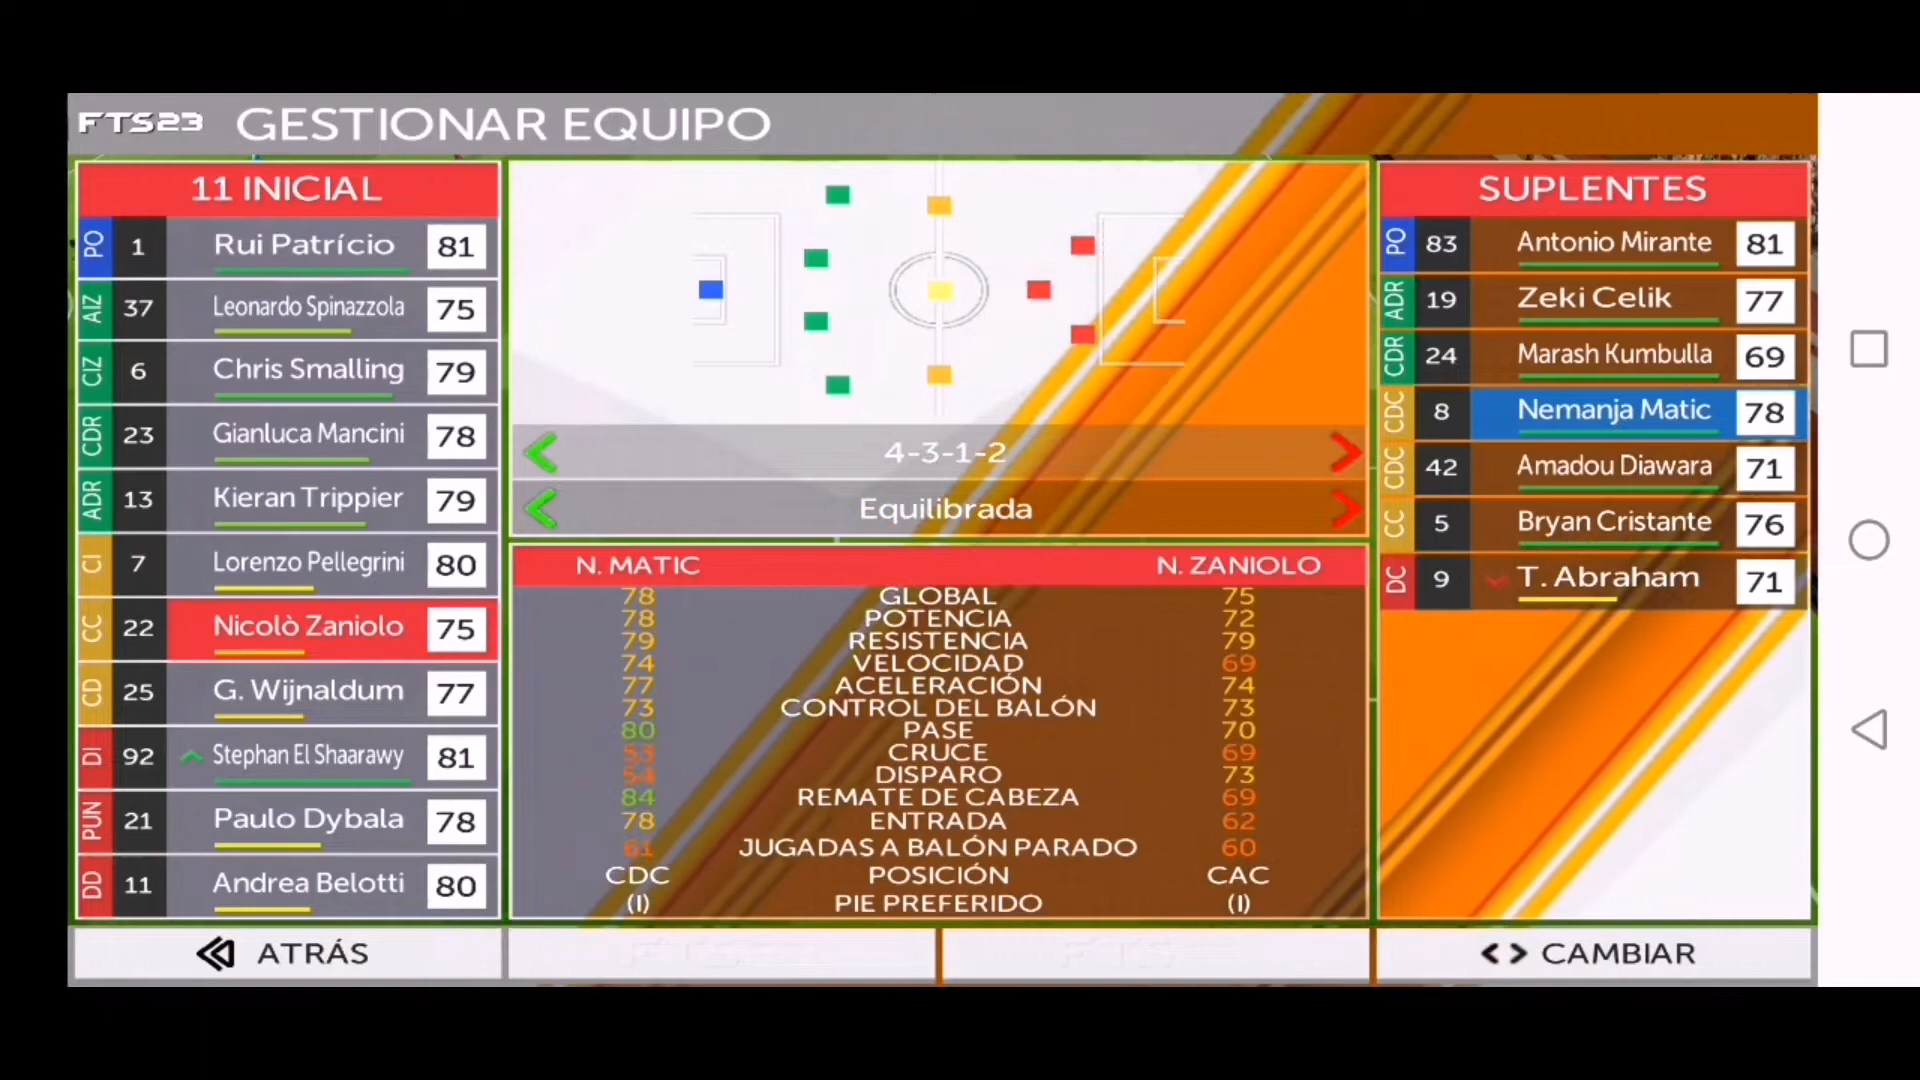 FTS23 GESTIONAR EQUIPO
11 INICIAL
PO 1 Rui Patrício 81
AIZ 37 Leonardo Spinazzola 75
CIZ 6 Chris Smalling 79
CDR 23 Gianluca Mancini 78
ADR 13 Kieran Trippier 79
CI 7 Lorenzo Pellegrini 80
CC 22 Nicolò Zaniolo 75
CD 25 G. Wijnaldum 77
DI 92 Stephan El Shaarawy 81
PUN 21 Paulo Dybala 78
DD 11 Andrea Belotti 80
4-3-1-2
Equilibrada
N. MATIC N. ZANIOLO
78 GLOBAL 75
78 POTENCIA 72
79 RESISTENCIA 79
74 VELOCIDAD 69
77 ACELERACIÓN 74
73 CONTROL DEL BALÓN 73
80 PASE 70
53 CRUCE 69
54 DISPARO 73
84 REMATE DE CABEZA 69
78 ENTRADA 62
61 JUGADAS A BALÓN PARADO 60
CDC POSICIÓN CAC
(I) PIE PREFERIDO (I)
SUPLENTES
PO 83 Antonio Mirante 81
ADR 19 Zeki Celik 77
CDR 24 Marash Kumbulla 69
CDC 8 Nemanja Matic 78
CDC 42 Amadou Diawara 71
CC 5 Bryan Cristante 76
DC 9 T. Abraham 71
ATRÁS
CAMBIAR